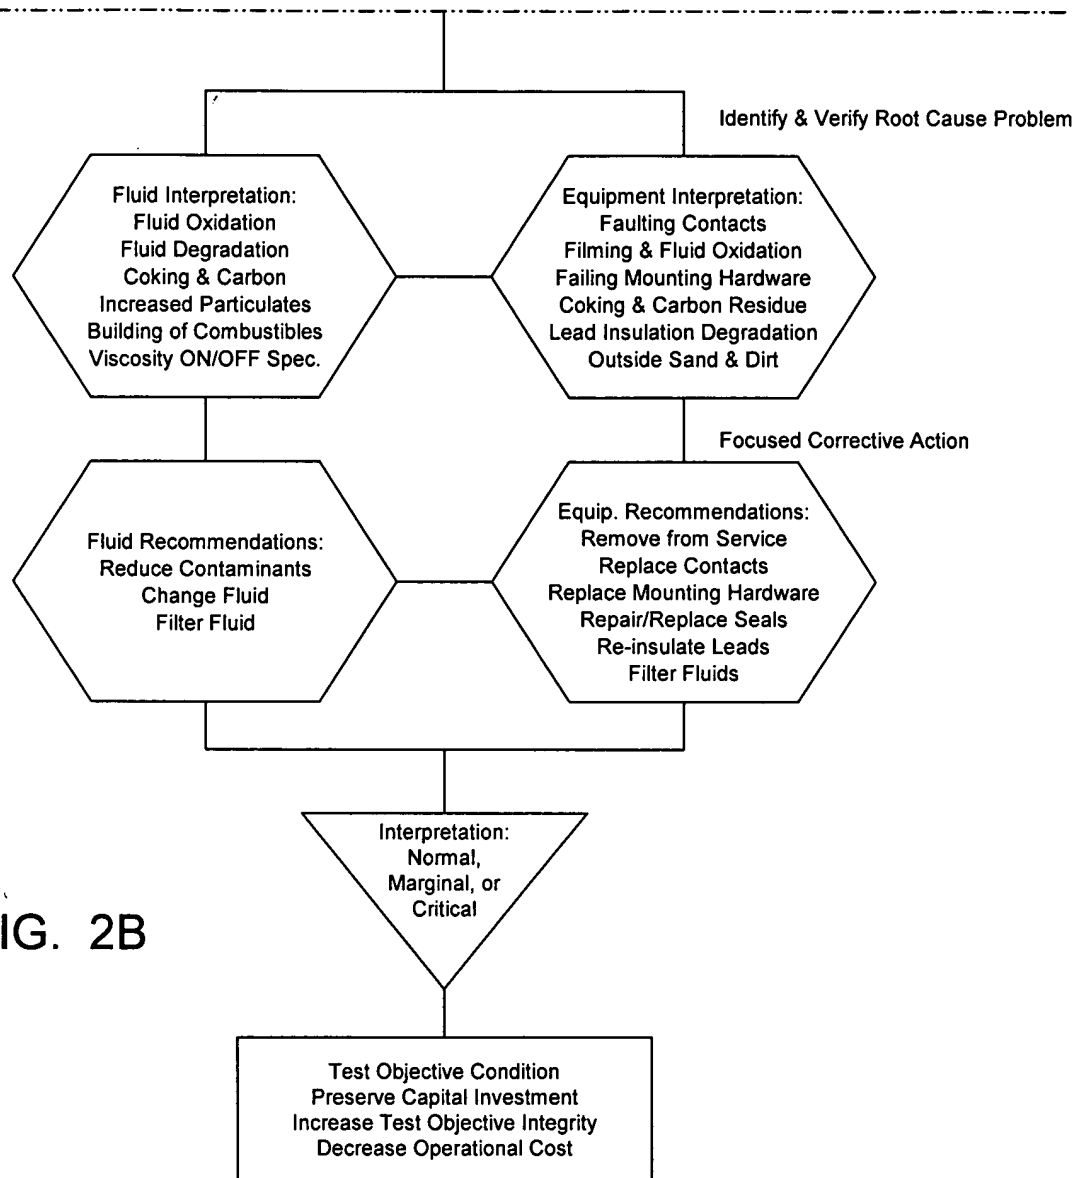 Identify & Verify Root Cause Problem
Fluid Interpretation:
Fluid Oxidation
Fluid Degradation
Coking & Carbon
Increased Particulates
Building of Combustibles
Viscosity ON/OFF Spec.
Equipment Interpretation:
Faulting Contacts
Filming & Fluid Oxidation
Failing Mounting Hardware
Coking & Carbon Residue
Lead Insulation Degradation
Outside Sand & Dirt
Focused Corrective Action
Fluid Recommendations:
Reduce Contaminants
Change Fluid
Filter Fluid
Equip. Recommendations:
Remove from Service
Replace Contacts
Replace Mounting Hardware
Repair/Replace Seals
Re-insulate Leads
Filter Fluids
Interpretation:
Normal,
Marginal, or
Critical
IG. 2B
Test Objective Condition
Preserve Capital Investment
Increase Test Objective Integrity
Decrease Operational Cost